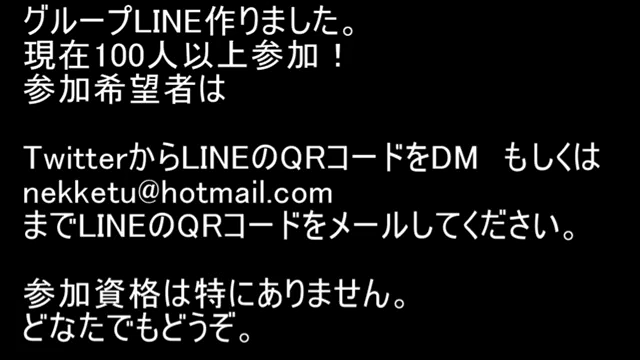 グループLINE作りました。
現在100人以上参加！
参加希望者は
TwitterからLINEのQRコードをDM　もしくは
nekketu@hotmail.com
までLINEのQRコードをメールしてください。
参加資格は特にありません。
どなたでもどうぞ。